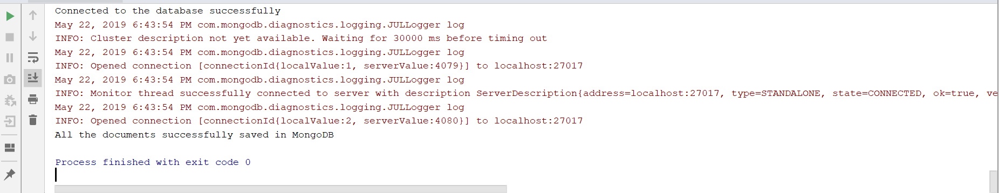 Connected to the database successfully
May 22, 2019 6:43:54 PM com.mongodb.diagnostics.logging.JULLogger log
INFO: Cluster description not yet available. Waiting for 30000 ms before timing out
May 22, 2019 6:43:54 PM com.mongodb.diagnostics.logging.JULLogger log
INFO: Opened connection [connectionId{localValue:1, serverValue:4079}] to localhost:27017
May 22, 2019 6:43:54 PM com.mongodb.diagnostics.logging.JULLogger log
INFO: Monitor thread successfully connected to server with description ServerDescription{address=localhost:27017, type=STANDALONE, state=CONNECTED, ok=true, ve
May 22, 2019 6:43:54 PM com.mongodb.diagnostics.logging.JULLogger log
INFO: Opened connection [connectionId{localValue:2, serverValue:4080}] to localhost:27017
All the documents successfully saved in MongoDB
Process finished with exit code 0